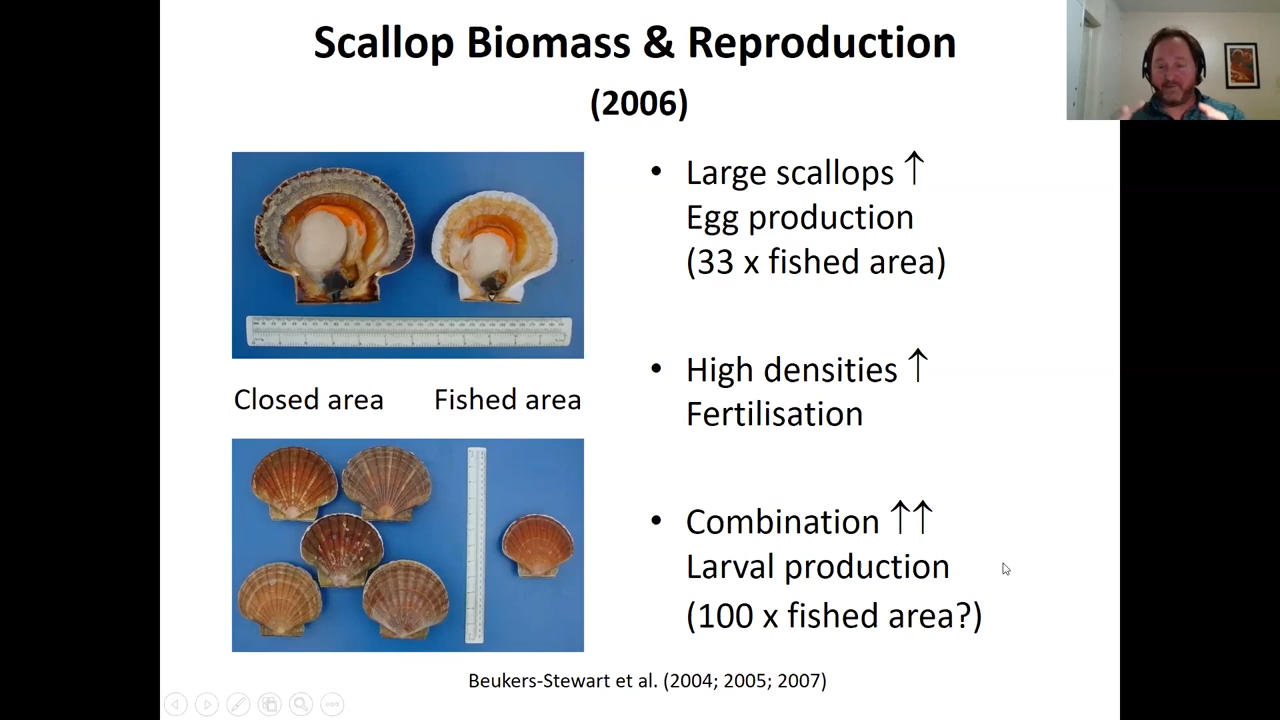 Scallop Biomass & Reproduction
(2006)
• Large scallops ↑
Egg production
(33 x fished area)
Closed area
Fished area
• High densities ↑
Fertilisation
• Combination ↑↑
Larval production
(100 x fished area?)
Beukers-Stewart et al. (2004; 2005; 2007)